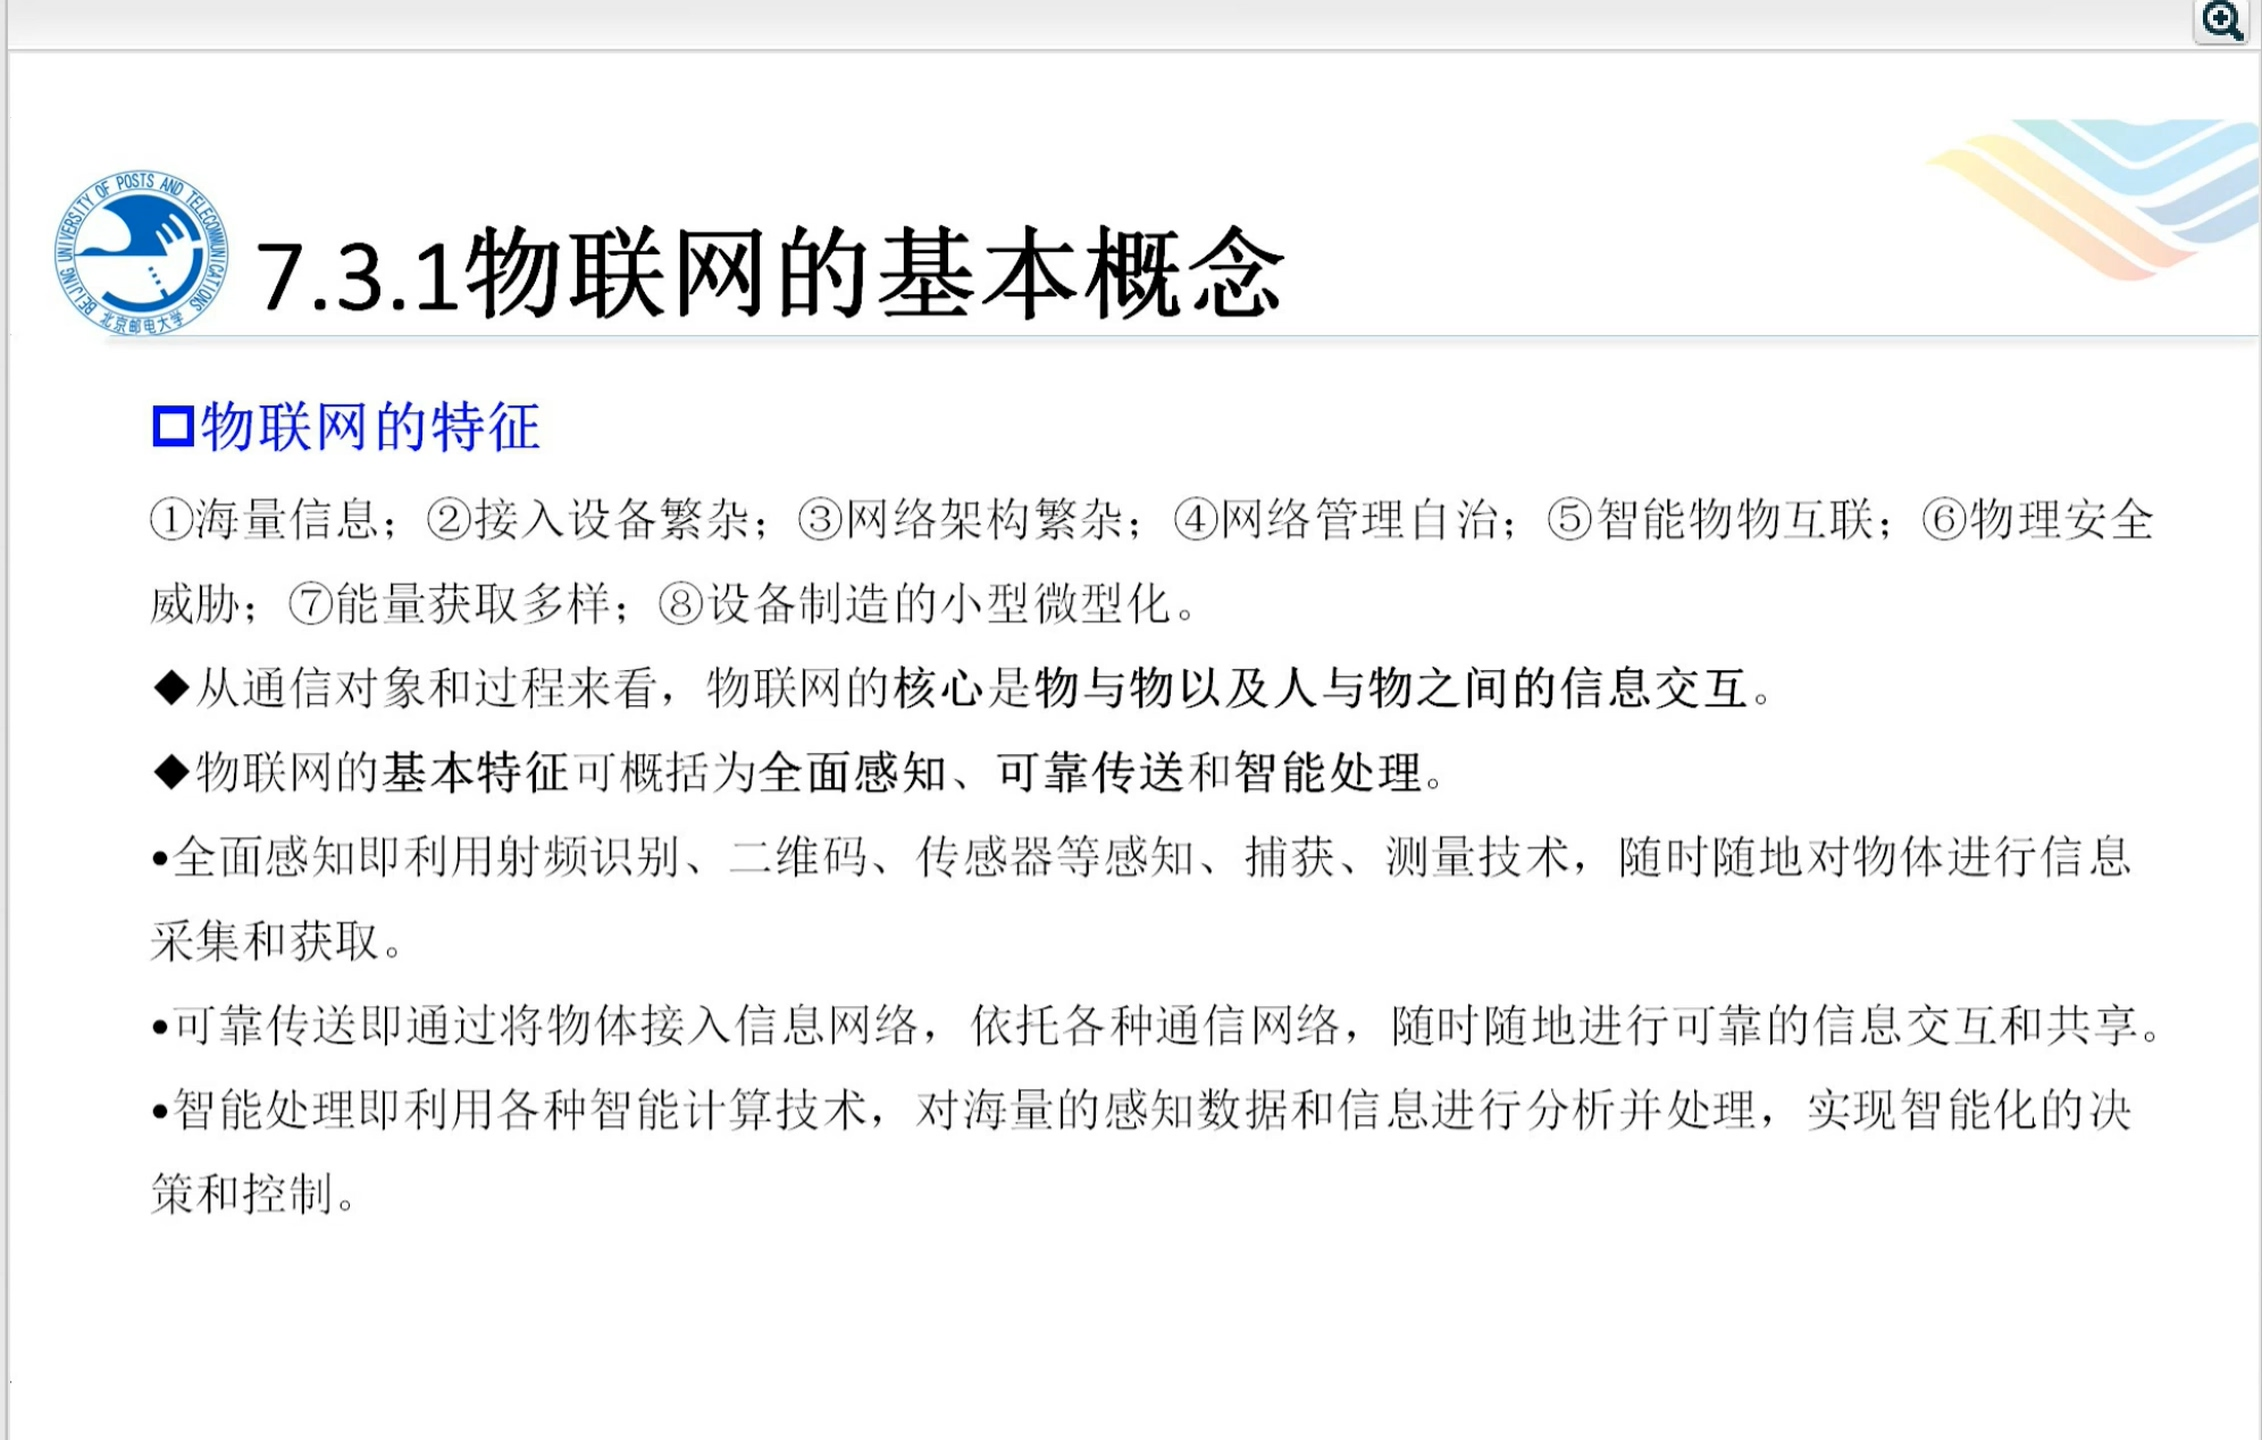 BEIJING UNIVERSITY OF POSTS AND TELECOMMUNICATIONS
北京邮电大学
7.3.1物联网的基本概念
物联网的特征
①海量信息；②接入设备繁杂；③网络架构繁杂；④网络管理自治；⑤智能物物互联；⑥物理安全
威胁；⑦能量获取多样；⑧设备制造的小型微型化。
◆从通信对象和过程来看，物联网的核心是物与物以及人与物之间的信息交互。
◆物联网的基本特征可概括为全面感知、可靠传送和智能处理。
•全面感知即利用射频识别、二维码、传感器等感知、捕获、测量技术，随时随地对物体进行信息
采集和获取。
•可靠传送即通过将物体接入信息网络，依托各种通信网络，随时随地进行可靠的信息交互和共享。
•智能处理即利用各种智能计算技术，对海量的感知数据和信息进行分析并处理，实现智能化的决
策和控制。